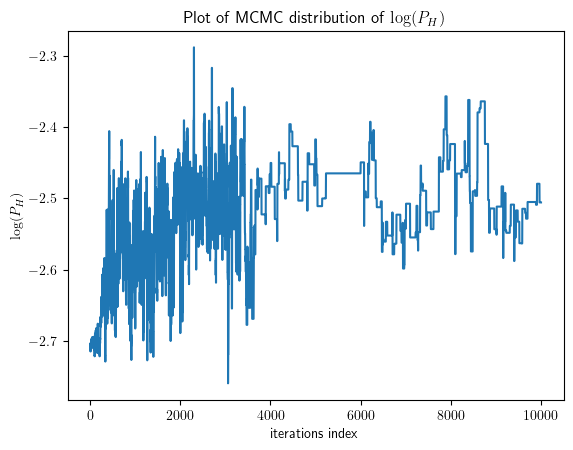 Plot of MCMC distribution of log(P_H)
−2.3
−2.4
−2.5
−2.6
−2.7
log(P_H)
0 2000 4000 6000 8000 10000
iterations index